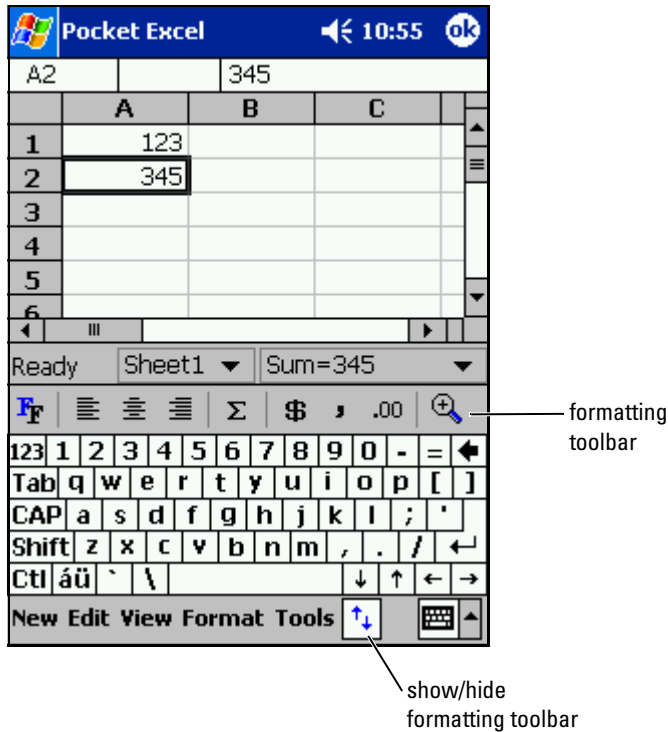 Pocket Excel 10:55 ok
A2 345
A B C
1 123
2 345
3
4
5
6
Ready Sheet1 Sum=345
FF Σ $ , .00
formatting
toolbar
123 1 2 3 4 5 6 7 8 9 0 - =
Tab q w e r t y u i o p [ ]
CAP a s d f g h j k l ; '
Shift z x c v b n m , . / ↵
Ctl áü ` \ ↓ ↑ ← →
New Edit View Format Tools
show/hide
formatting toolbar